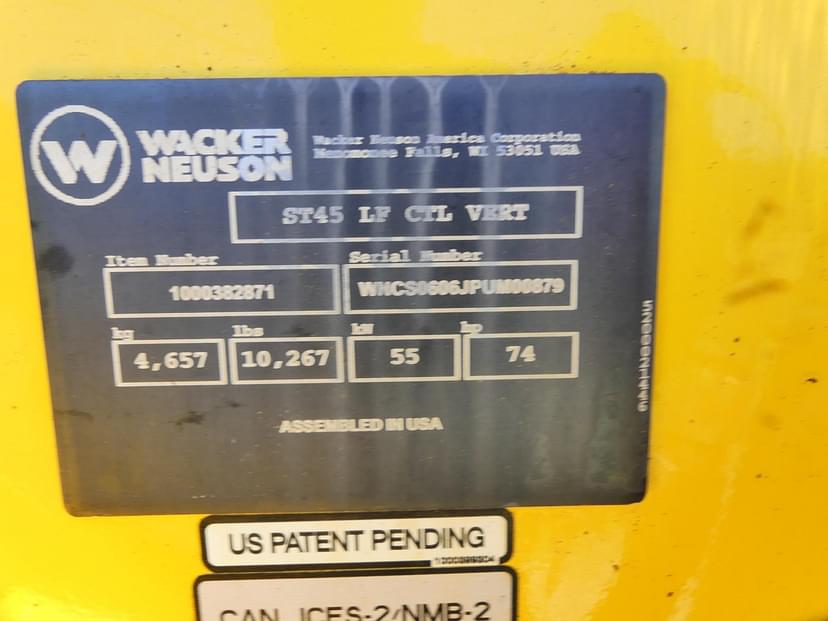 W
WACKER
NEUSON
Wacker Neuson America Corporation
Menomonee Falls, WI 53051 USA
ST45 LF CTL VERT
Item Number
Serial Number
1000382871
WHCS0606JPUM00879
kg
lbs
kW
hp
4,657
10,267
55
74
ASSEMBLED IN USA
US PATENT PENDING
CAN ICES-2/NMB-2